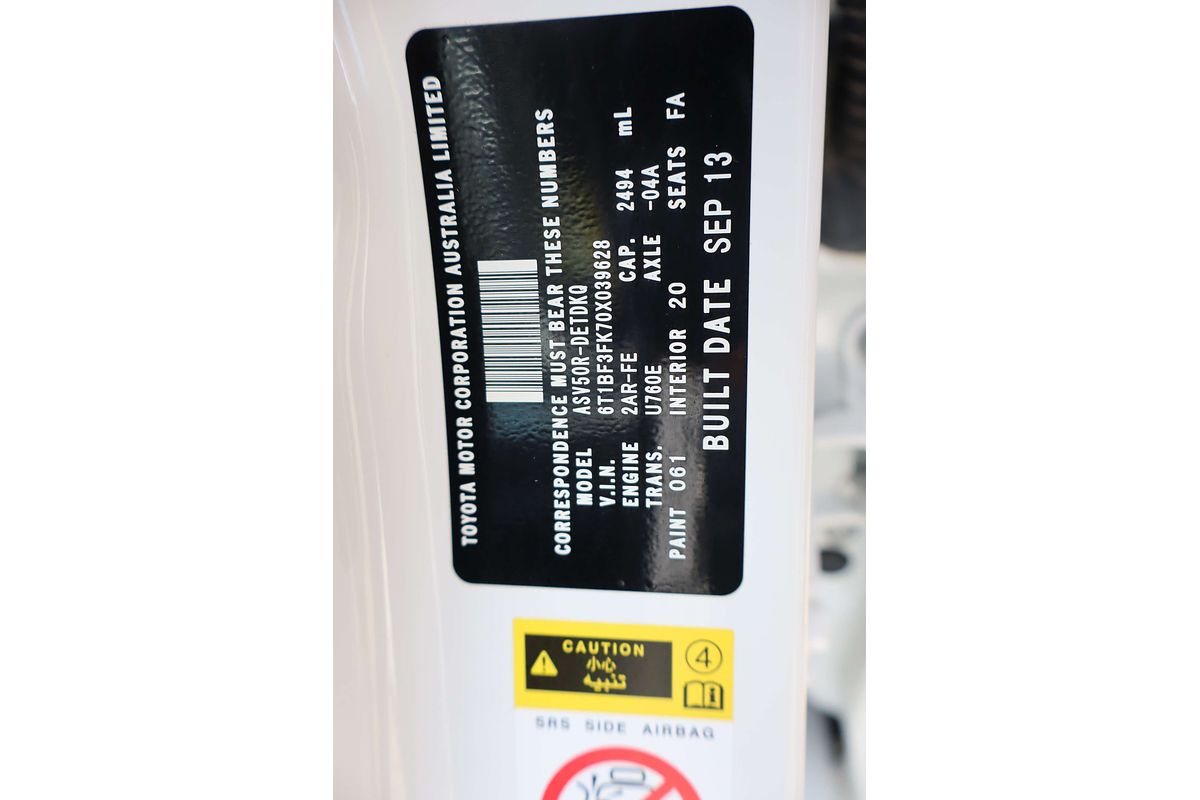 TOYOTA MOTOR CORPORATION AUSTRALIA LIMITED
CORRESPONDENCE MUST BEAR THESE NUMBERS
MODEL ASV50R-DETDKQ
V.I.N. 6T1BF3FK70X039628
ENGINE 2AR-FE CAP. 2494 mL
TRANS. U760E AXLE -04A
PAINT 061 INTERIOR 20 SEATS FA
BUILT DATE SEP 13
CAUTION
小心
تنبيه
4
SRS SIDE AIRBAG